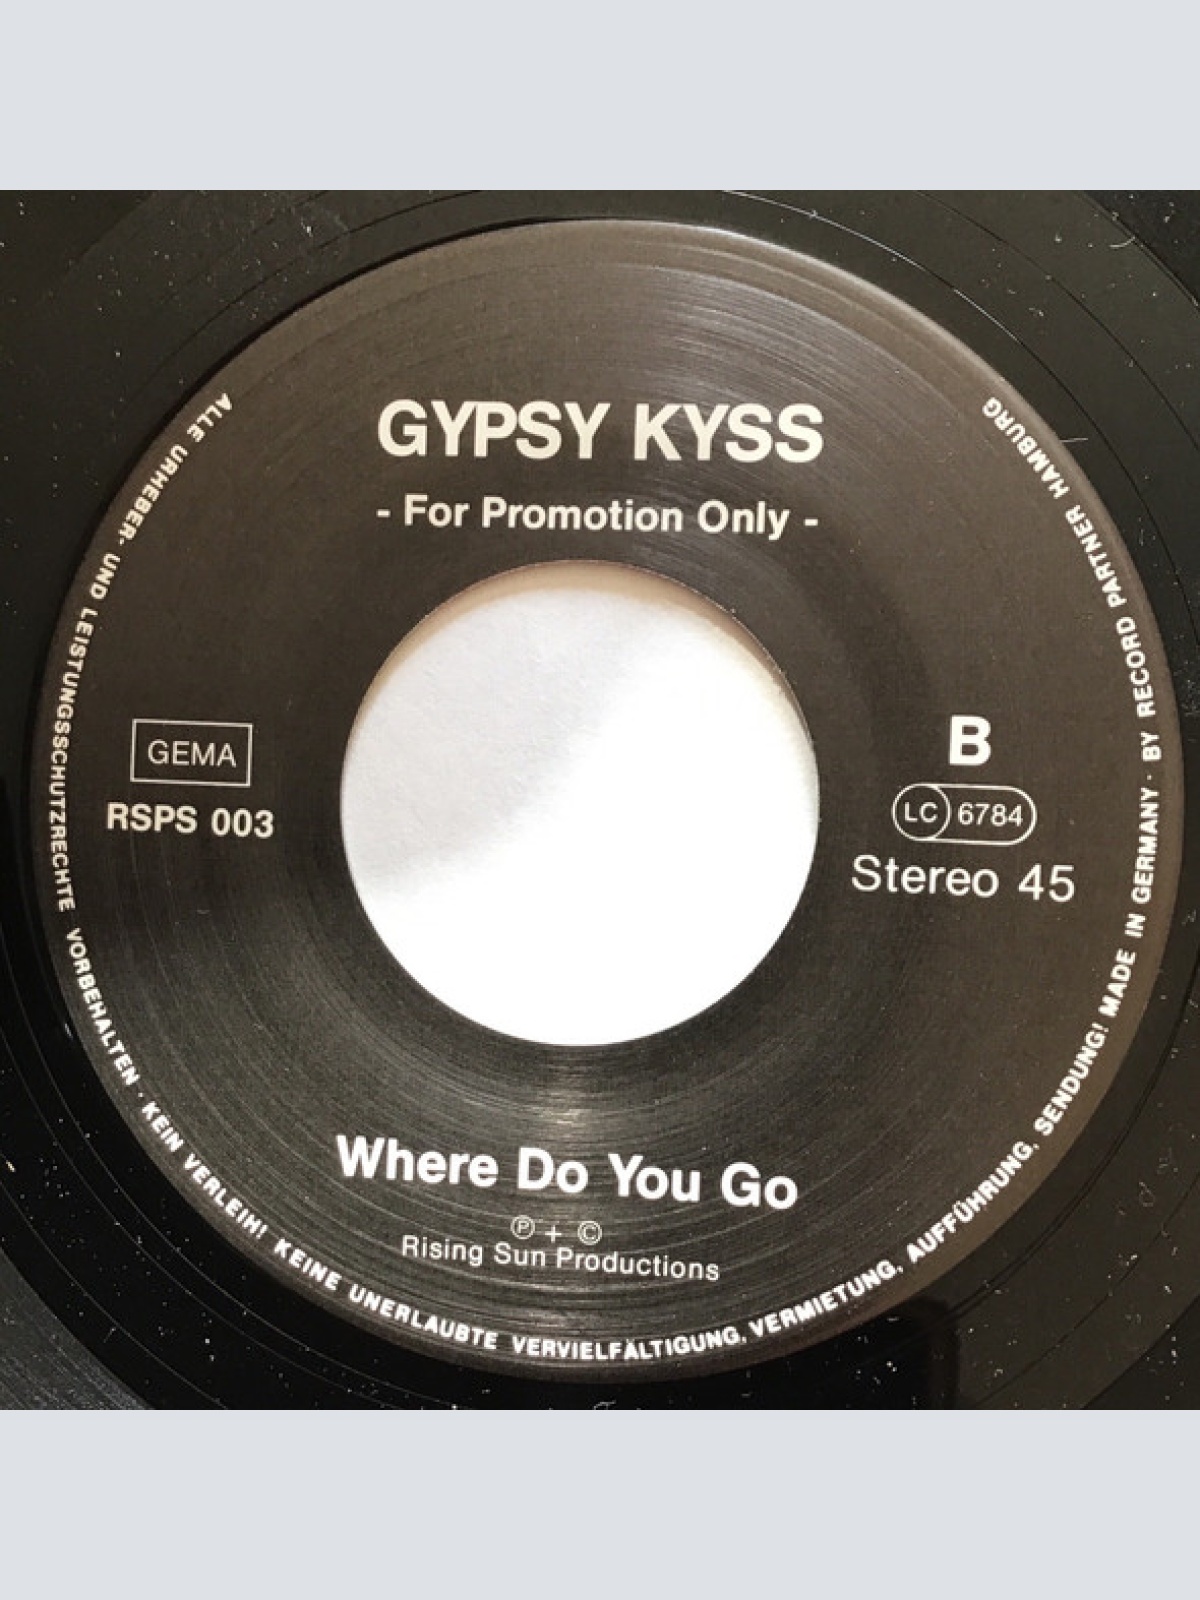 GYPSY KYSS
- For Promotion Only -
GEMA
RSPS 003
B
LC 6784
Stereo 45
Where Do You Go
Ⓟ + ©
Rising Sun Productions
ALLE URHEBER- UND LEISTUNGSSCHUTZRECHTE VORBEHALTEN · KEIN VERLEIH! KEINE UNERLAUBTE VERVIELFÄLTIGUNG, VERMIETUNG, AUFFÜHRUNG, SENDUNG! MADE IN GERMANY · BY RECORD PARTNER HAMBURG